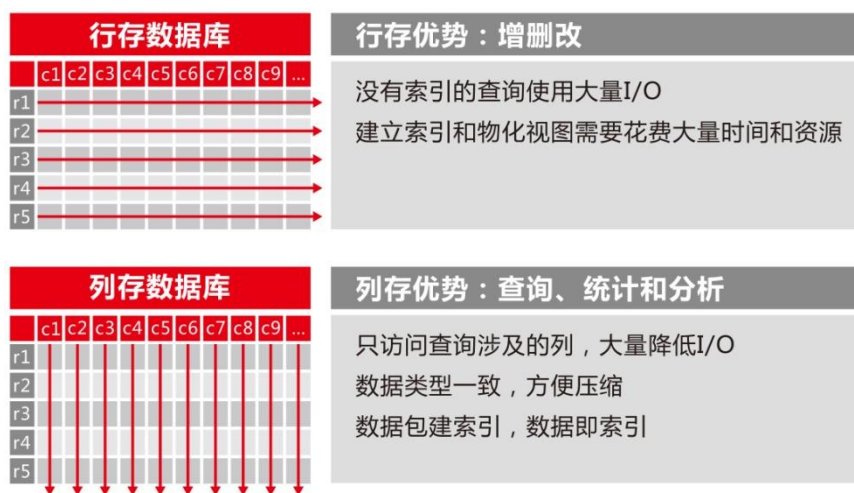 行存数据库
行存优势：增删改
c1 c2 c3 c4 c5 c6 c7 c8 c9 ...
r1
r2
r3
r4
r5
没有索引的查询使用大量I/O
建立索引和物化视图需要花费大量时间和资源
列存数据库
列存优势：查询、统计和分析
c1 c2 c3 c4 c5 c6 c7 c8 c9 ...
r1
r2
r3
r4
r5
只访问查询涉及的列，大量降低I/O
数据类型一致，方便压缩
数据包建索引，数据即索引